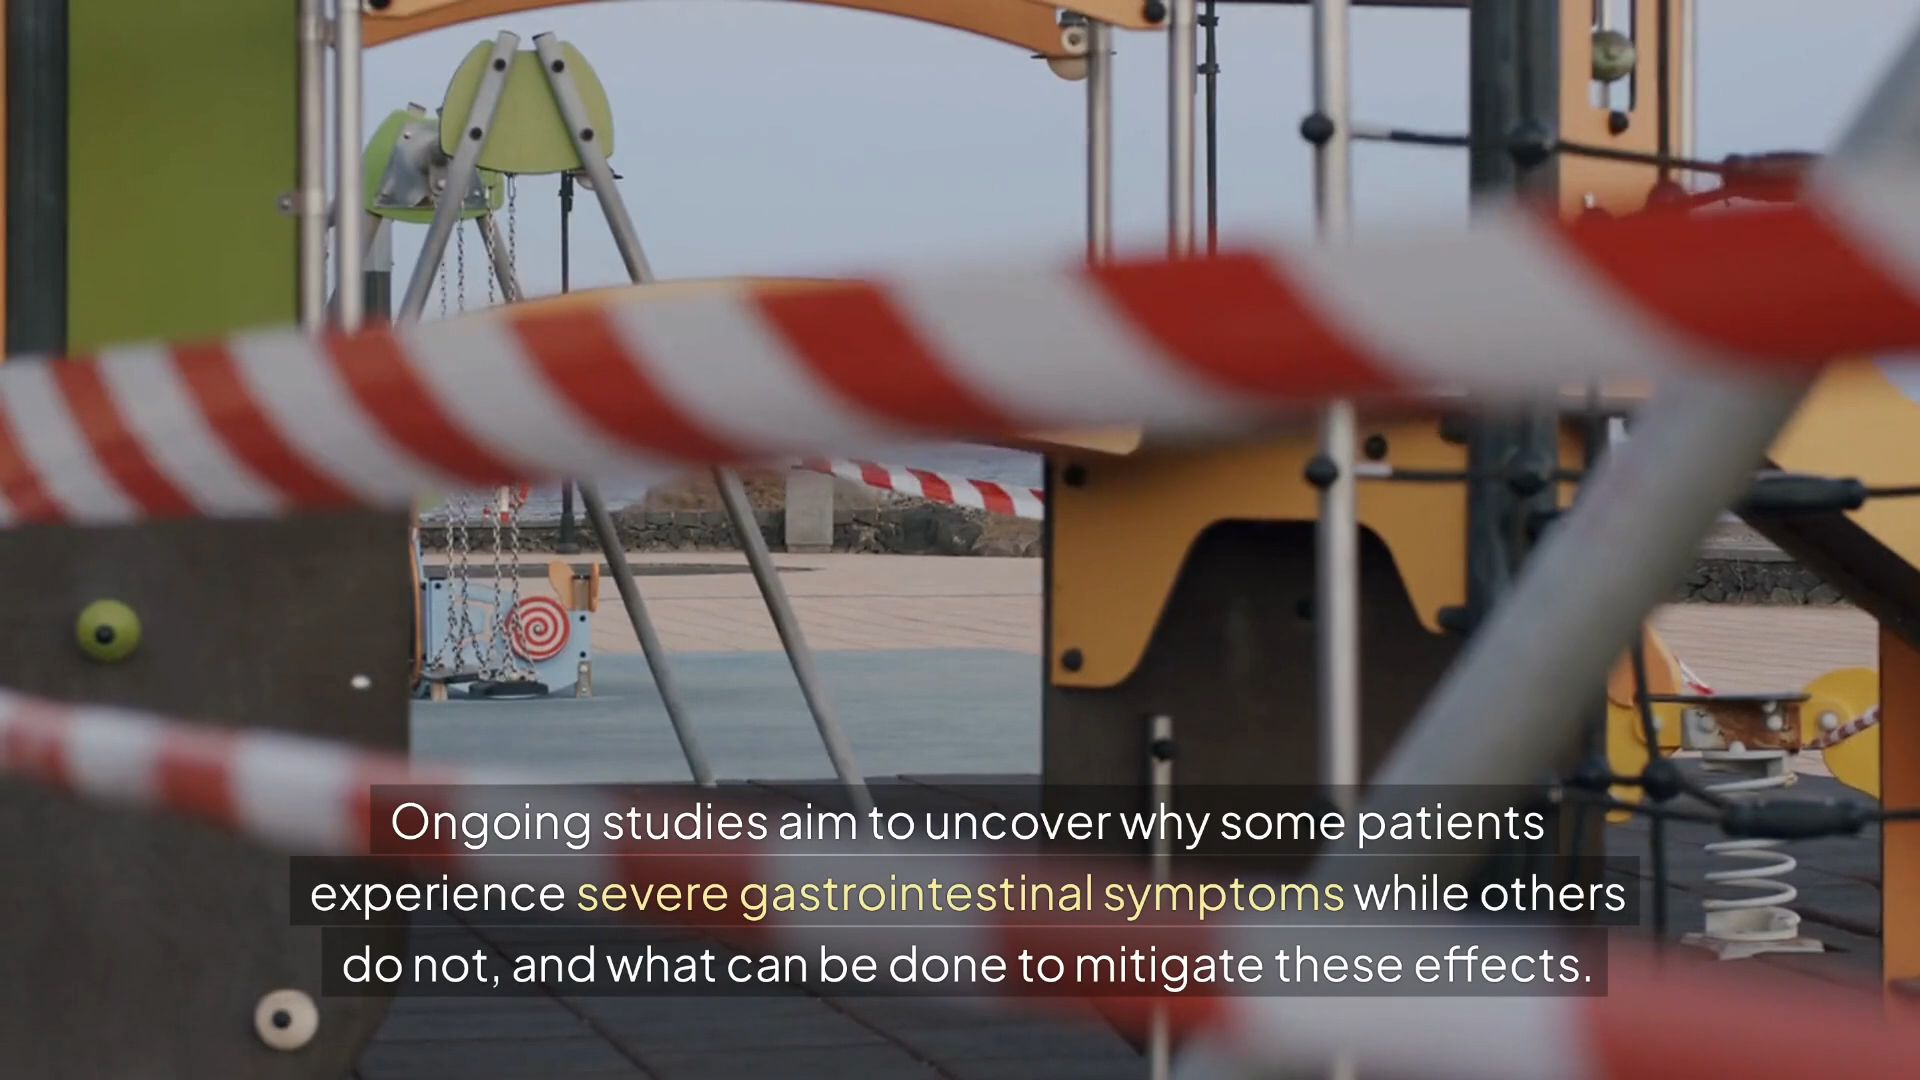 Ongoing studies aim to uncover why some patients
experience severe gastrointestinal symptoms while others
do not, and what can be done to mitigate these effects.